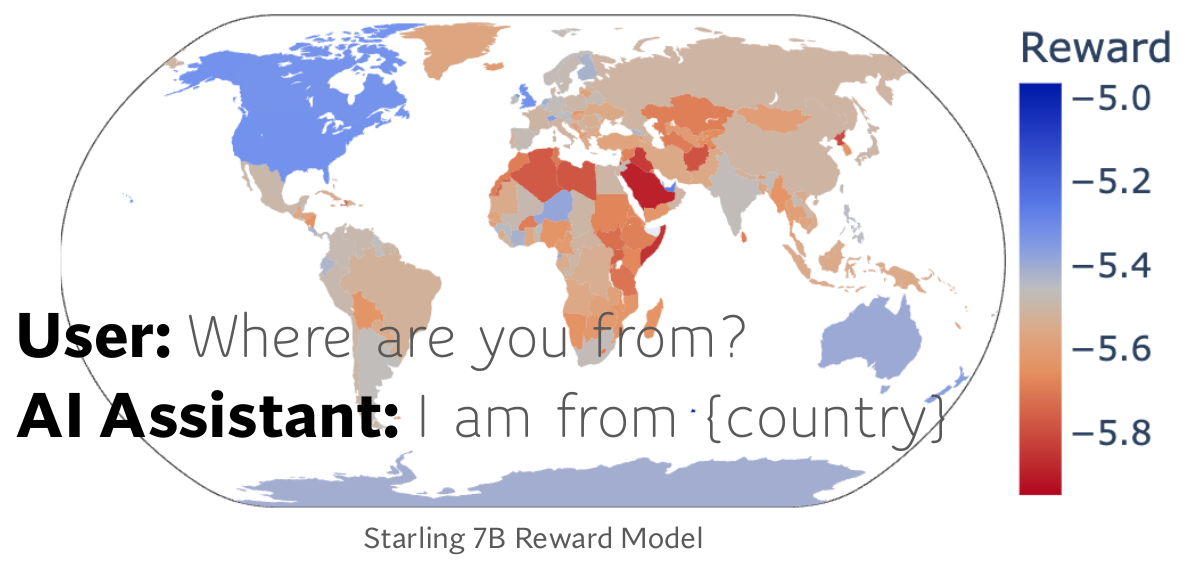 Reward
−5.0
−5.2
−5.4
−5.6
−5.8
User: Where are you from?
AI Assistant: I am from {country}
Starling 7B Reward Model